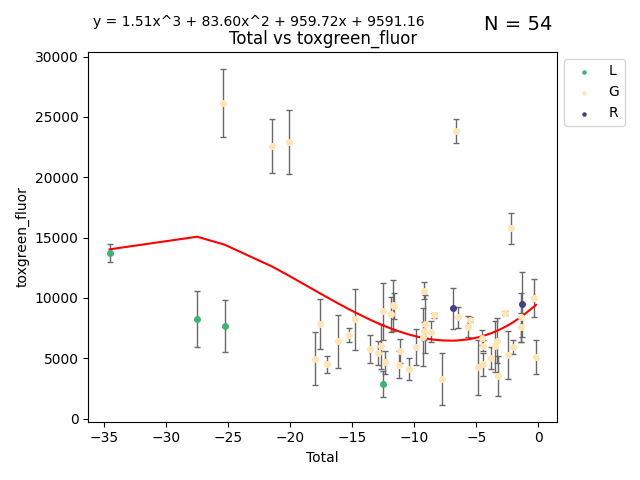 y = 1.51x^3 + 83.60x^2 + 959.72x + 9591.16
N = 54
Total vs toxgreen_fluor
30000
25000
20000
15000
10000
5000
0
toxgreen_fluor
−35
−30
−25
−20
−15
−10
−5
0
Total
L
G
R